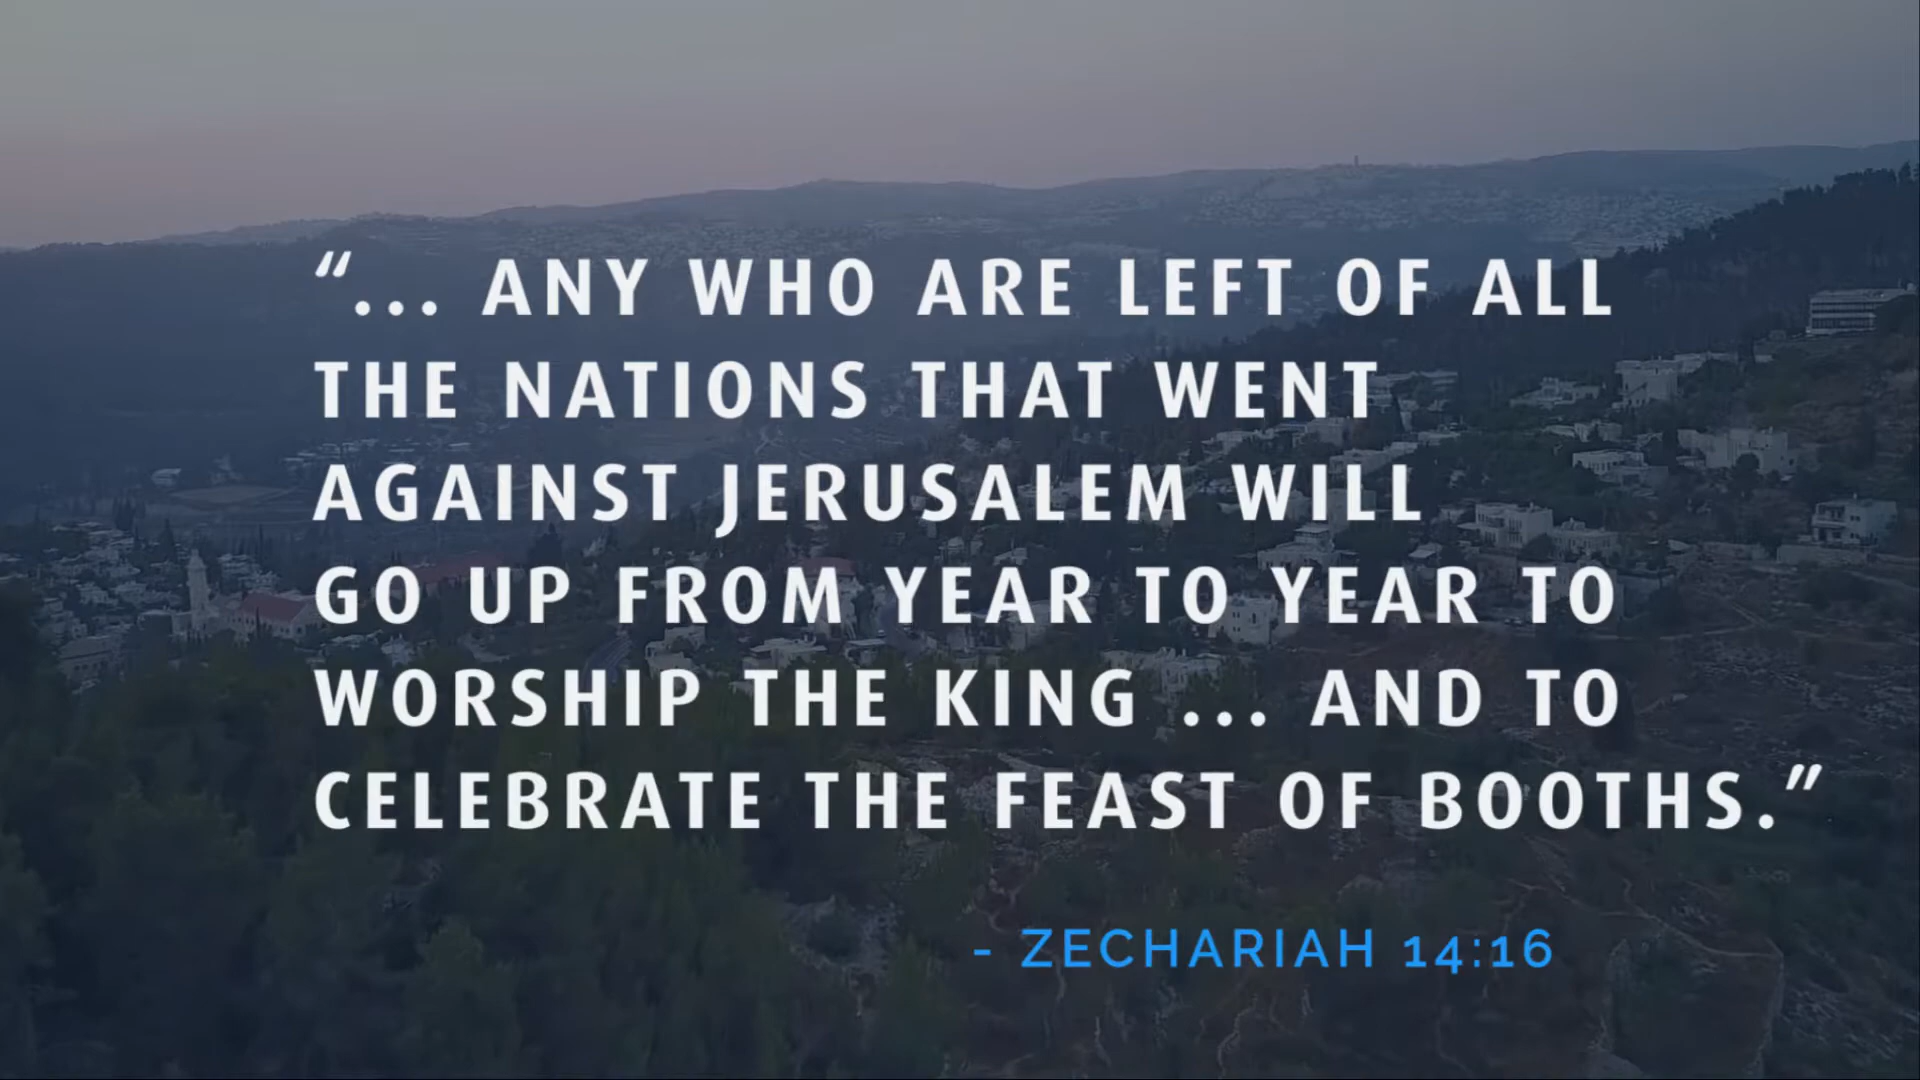 “... ANY WHO ARE LEFT OF ALL
THE NATIONS THAT WENT
AGAINST JERUSALEM WILL
GO UP FROM YEAR TO YEAR TO
WORSHIP THE KING ... AND TO
CELEBRATE THE FEAST OF BOOTHS.”
- ZECHARIAH 14:16